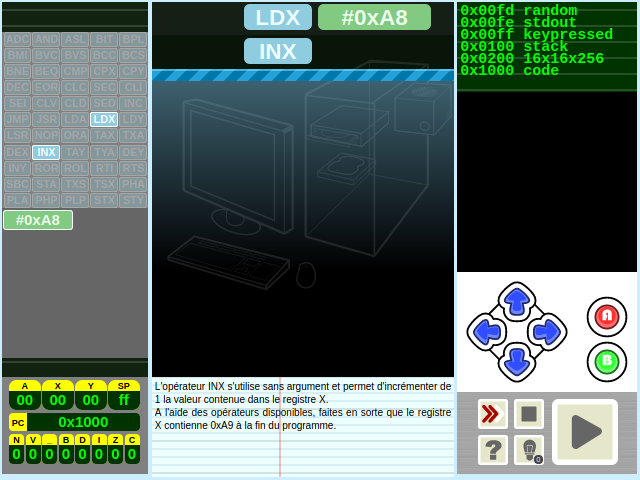 LDX #0xA8
INX
0x00fd random
0x00fe stdout
0x00ff keypressed
0x0100 stack
0x0200 16x16x256
0x1000 code
ADC AND ASL BIT BPL
BMI BVC BVS BCC BCS
BNE BEQ CMP CPX CPY
DEC EOR CLC SEC CLI
SEI CLV CLD SED INC
JMP JSR LDA LDX LDY
LSR NOP ORA TAX TXA
DEX INX TAY TYA DEY
INY ROR ROL RTI RTS
SBC STA TXS TSX PHA
PLA PHP PLP STX STY
#0xA8
A X Y SP
00 00 00 ff
PC 0x1000
N V _ B D I Z C
0 0 0 0 0 0 0 0
L'opérateur INX s'utilise sans argument et permet d'incrémenter de
1 la valeur contenue dans le registre X.
A l'aide des opérateurs disponibles, faites en sorte que le registre
X contienne 0xA9 à la fin du programme.
A
B
?
0